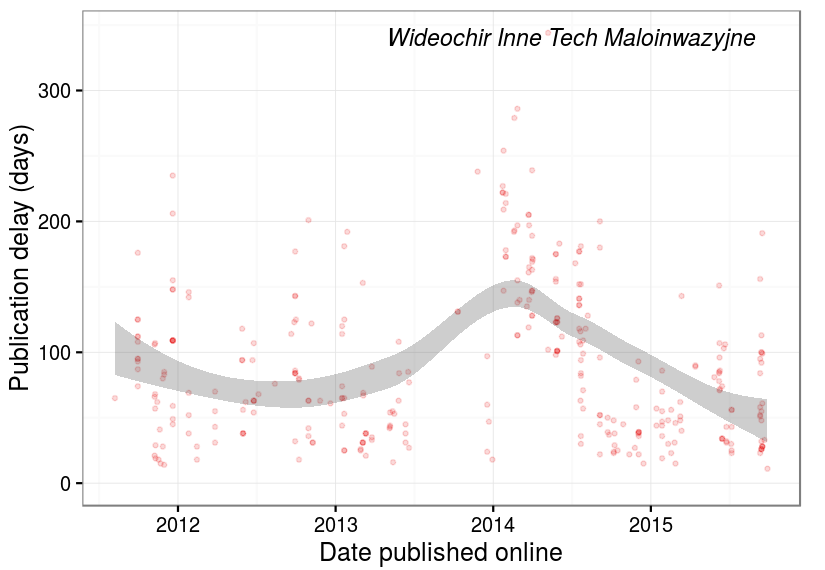 Wideochir Inne Tech Maloinwazyjne
Publication delay (days)
300
200
100
0
2012 2013 2014 2015
Date published online